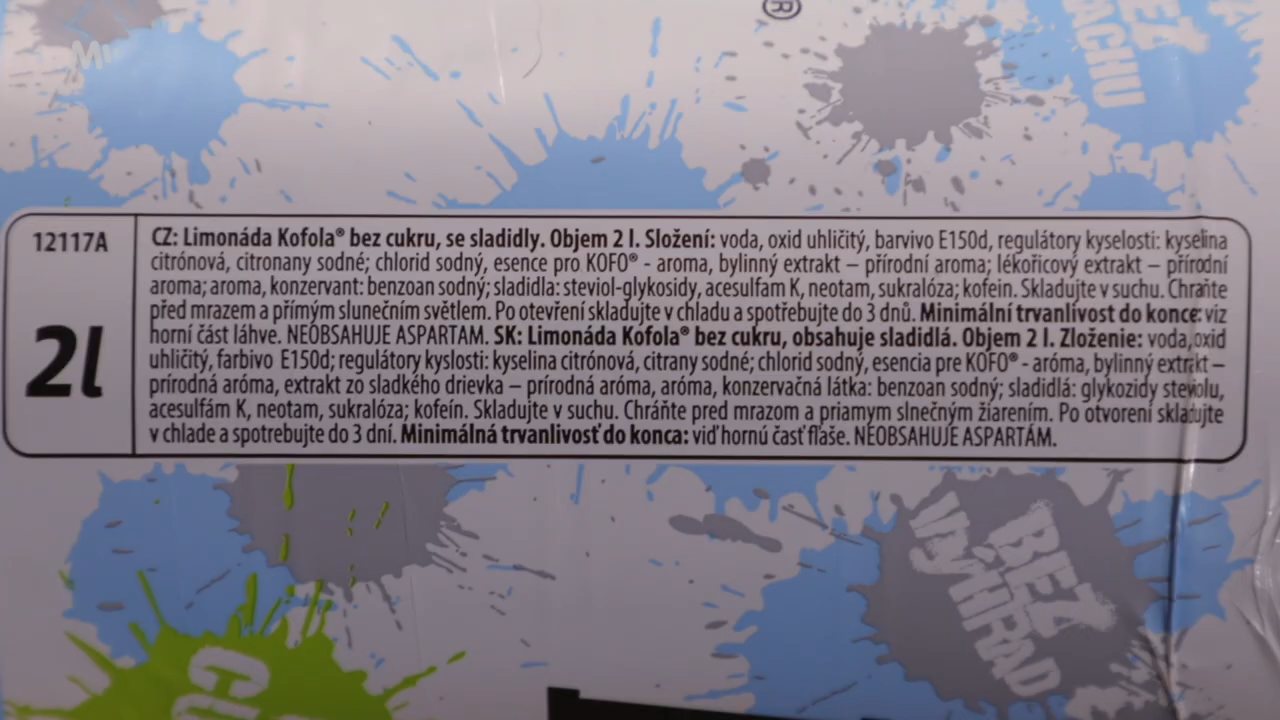 ®
BEZ
ACHU
12117A
2l
CZ: Limonáda Kofola® bez cukru, se sladidly. Objem 2 l. Složení: voda, oxid uhličitý, barvivo E150d, regulátory kyselosti: kyselina
citrónová, citronany sodné; chlorid sodný, esence pro KOFO® - aroma, bylinný extrakt – přírodní aroma; lékořicový extrakt – přírodní
aroma; aroma, konzervant: benzoan sodný; sladidla: steviol-glykosidy, acesulfam K, neotam, sukralóza; kofein. Skladujte v suchu. Chraňte
před mrazem a přímým slunečním světlem. Po otevření skladujte v chladu a spotřebujte do 3 dnů. Minimální trvanlivost do konce: viz
horní část láhve. NEOBSAHUJE ASPARTAM. SK: Limonáda Kofola® bez cukru, obsahuje sladidlá. Objem 2 l. Zloženie: voda, oxid
uhličitý, farbivo E150d; regulátory kyslosti: kyselina citrónová, citrany sodné; chlorid sodný, esencia pre KOFO® - aróma, bylinný extrakt –
prírodná aróma, extrakt zo sladkého drievka – prírodná aróma, aróma, konzervačná látka: benzoan sodný; sladidlá: glykozidy steviolu,
acesulfám K, neotam, sukralóza; kofeín. Skladujte v suchu. Chráňte pred mrazom a priamym slnečným žiarením. Po otvorení skladujte
v chlade a spotrebujte do 3 dní. Minimálna trvanlivosť do konca: viď hornú časť fľaše. NEOBSAHUJE ASPARTÁM.
BEZ
VýHRAD